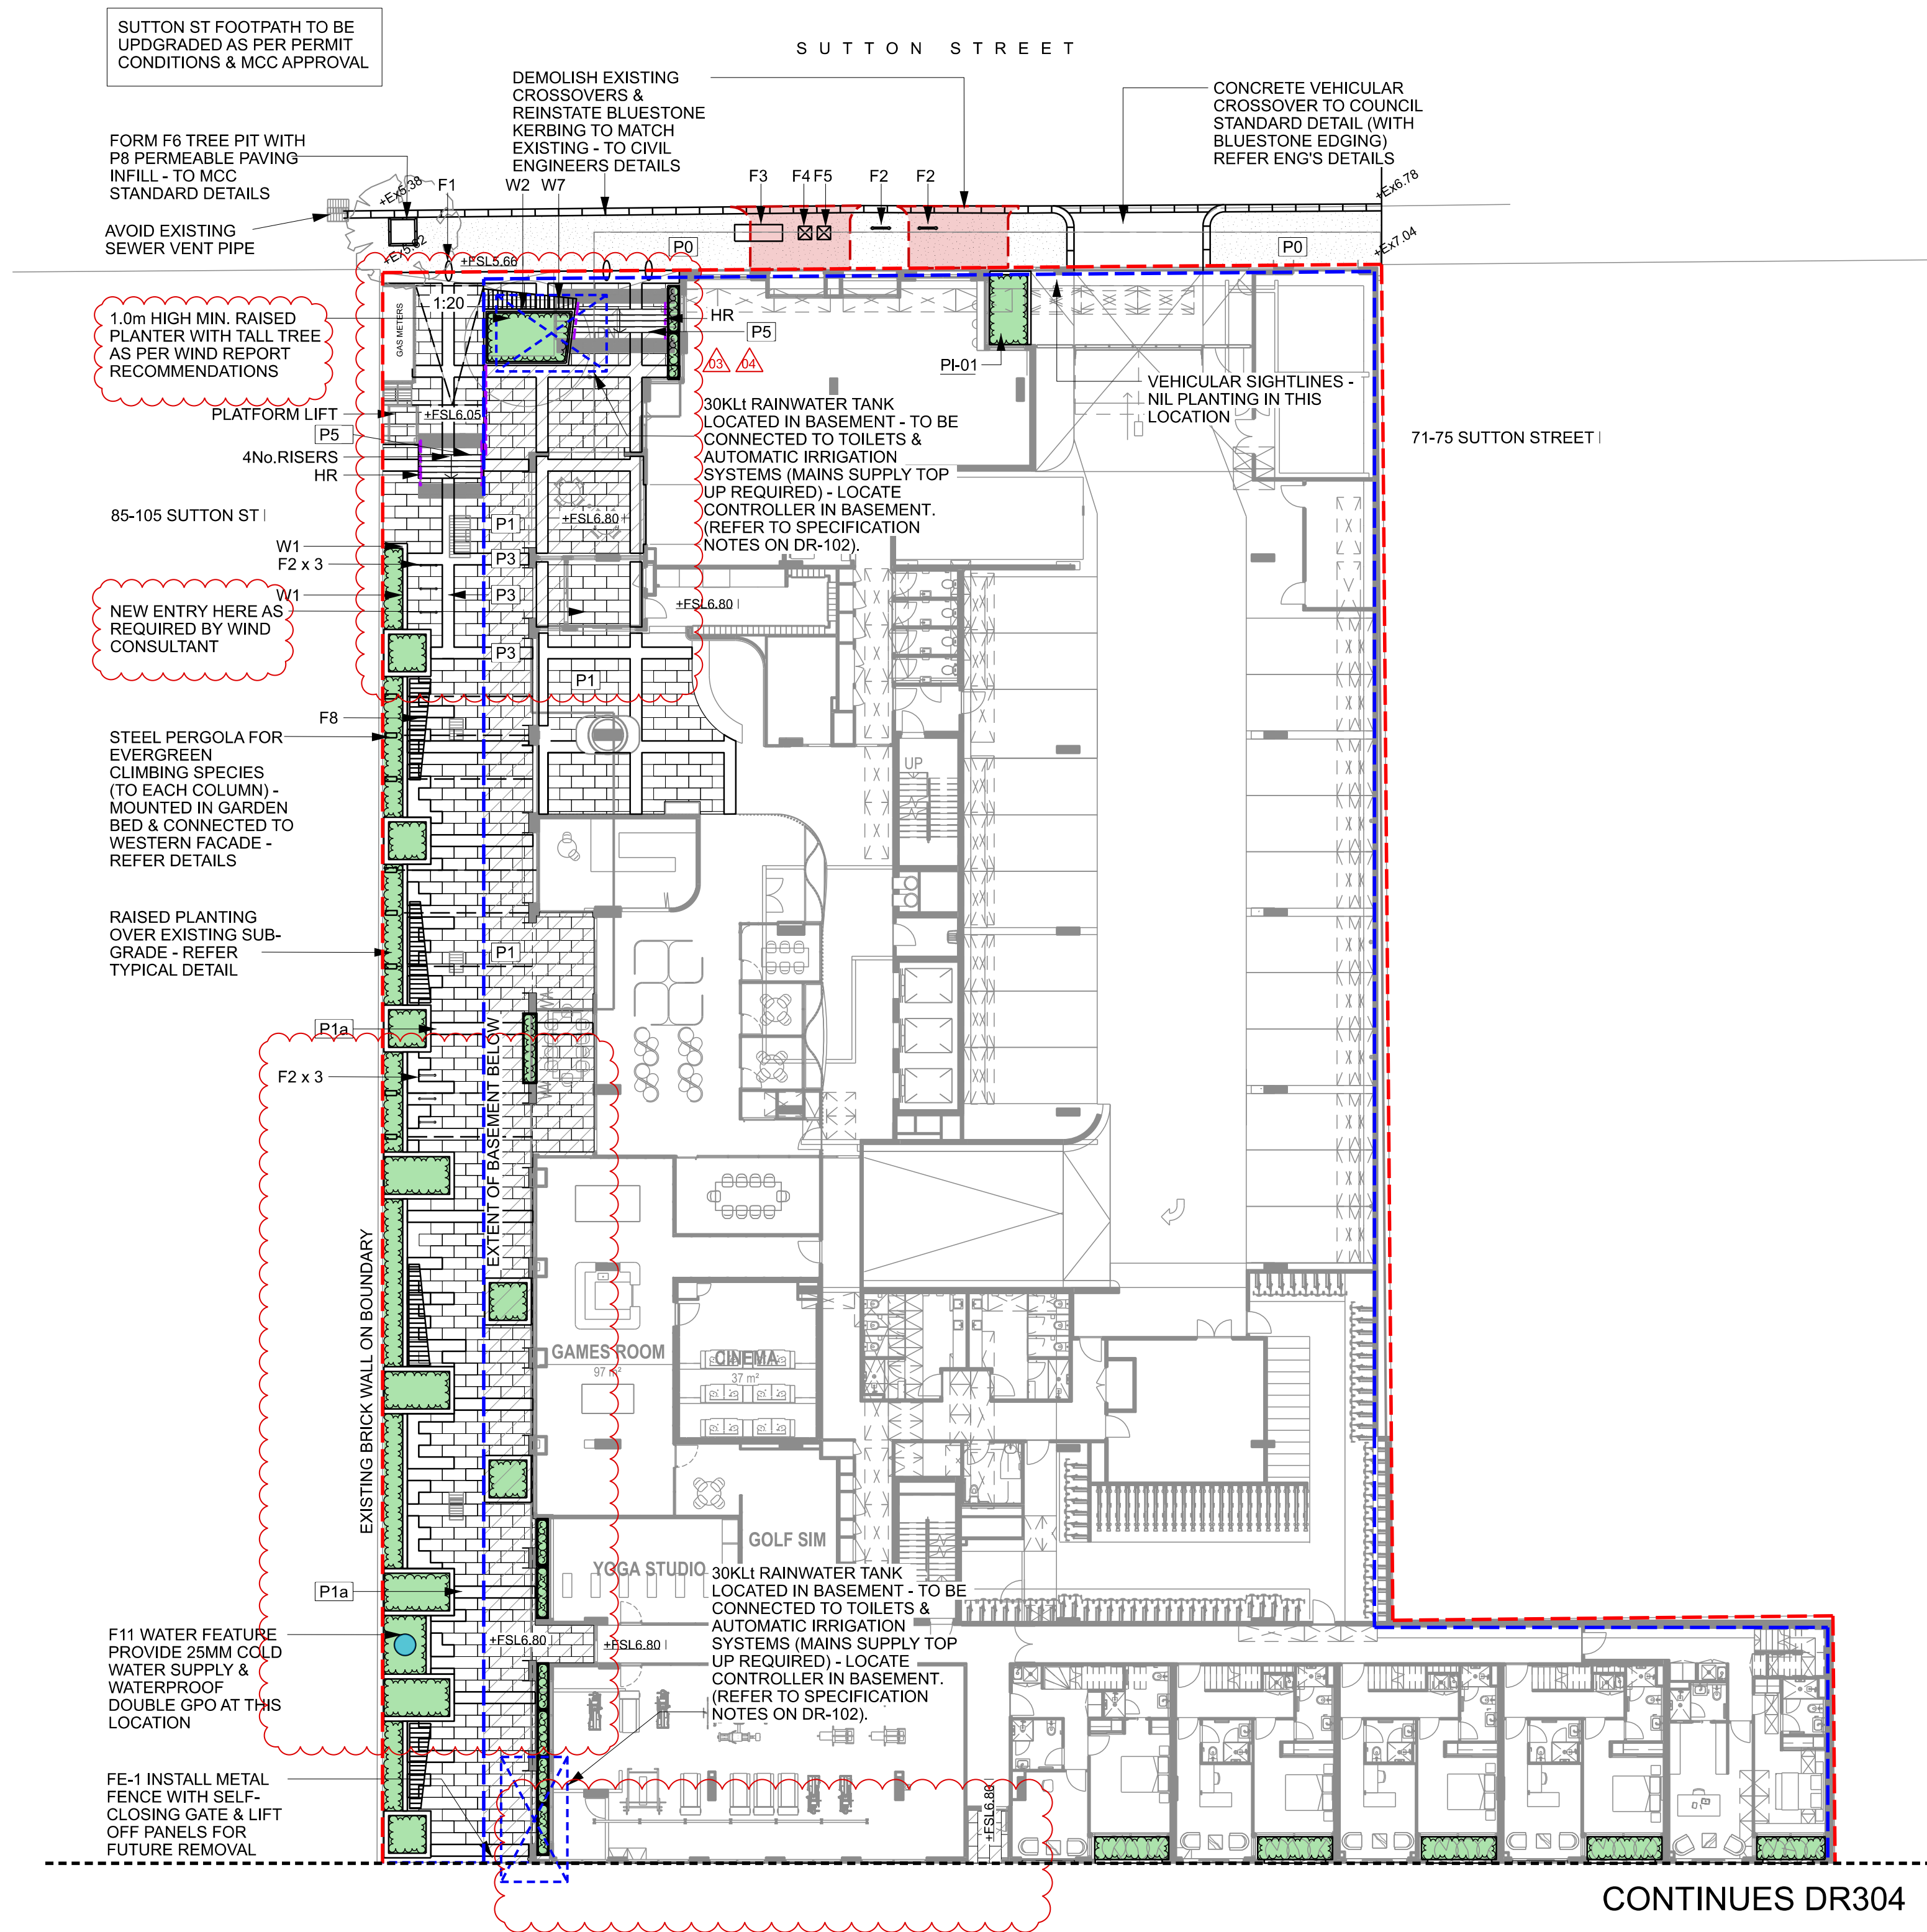 SUTTON ST FOOTPATH TO BE
UPDGRADED AS PER PERMIT
CONDITIONS & MCC APPROVAL
SUTTON STREET
DEMOLISH EXISTING
CROSSOVERS &
REINSTATE BLUESTONE
KERBING TO MATCH
EXISTING - TO CIVIL
ENGINEERS DETAILS
CONCRETE VEHICULAR
CROSSOVER TO COUNCIL
STANDARD DETAIL (WITH
BLUESTONE EDGING)
REFER ENG'S DETAILS
FORM F6 TREE PIT WITH
P8 PERMEABLE PAVING
INFILL - TO MCC
STANDARD DETAILS
AVOID EXISTING
SEWER VENT PIPE
+Ex5.38
F1
W2 W7
F3
F4 F5
F2
F2
+Ex6.78
+Ex5.62
+FSL5.66
P0
P0
+Ex7.04
1.0m HIGH MIN. RAISED
PLANTER WITH TALL TREE
AS PER WIND REPORT
RECOMMENDATIONS
GAS METERS
1:20
HR
P5
03 04
PI-01
VEHICULAR SIGHTLINES -
NIL PLANTING IN THIS
LOCATION
PLATFORM LIFT
+FSL6.05
P5
4No.RISERS
HR
30KLt RAINWATER TANK
LOCATED IN BASEMENT - TO BE
CONNECTED TO TOILETS &
AUTOMATIC IRRIGATION
SYSTEMS (MAINS SUPPLY TOP
UP REQUIRED) - LOCATE
CONTROLLER IN BASEMENT.
(REFER TO SPECIFICATION
NOTES ON DR-102).
71-75 SUTTON STREET
85-105 SUTTON ST
P1
+FSL6.80
W1
F2 x 3
P3
W1
P3
+FSL6.80
NEW ENTRY HERE AS
REQUIRED BY WIND
CONSULTANT
P3
P1
F8
STEEL PERGOLA FOR
EVERGREEN
CLIMBING SPECIES
(TO EACH COLUMN) -
MOUNTED IN GARDEN
BED & CONNECTED TO
WESTERN FACADE -
REFER DETAILS
UP
RAISED PLANTING
OVER EXISTING SUB-
GRADE - REFER
TYPICAL DETAIL
P1
P1a
F2 x 3
EXTENT OF BASEMENT BELOW
EXISTING BRICK WALL ON BOUNDARY
GAMES ROOM
97 m²
CINEMA
37 m²
GOLF SIM
YOGA STUDIO
P1a
30KLt RAINWATER TANK
LOCATED IN BASEMENT - TO BE
CONNECTED TO TOILETS &
AUTOMATIC IRRIGATION
SYSTEMS (MAINS SUPPLY TOP
UP REQUIRED) - LOCATE
CONTROLLER IN BASEMENT.
(REFER TO SPECIFICATION
NOTES ON DR-102).
F11 WATER FEATURE
PROVIDE 25MM COLD
WATER SUPPLY &
WATERPROOF
DOUBLE GPO AT THIS
LOCATION
+FSL6.80
+FSL6.80
FE-1 INSTALL METAL
FENCE WITH SELF-
CLOSING GATE & LIFT
OFF PANELS FOR
FUTURE REMOVAL
+FSL6.80
CONTINUES DR304